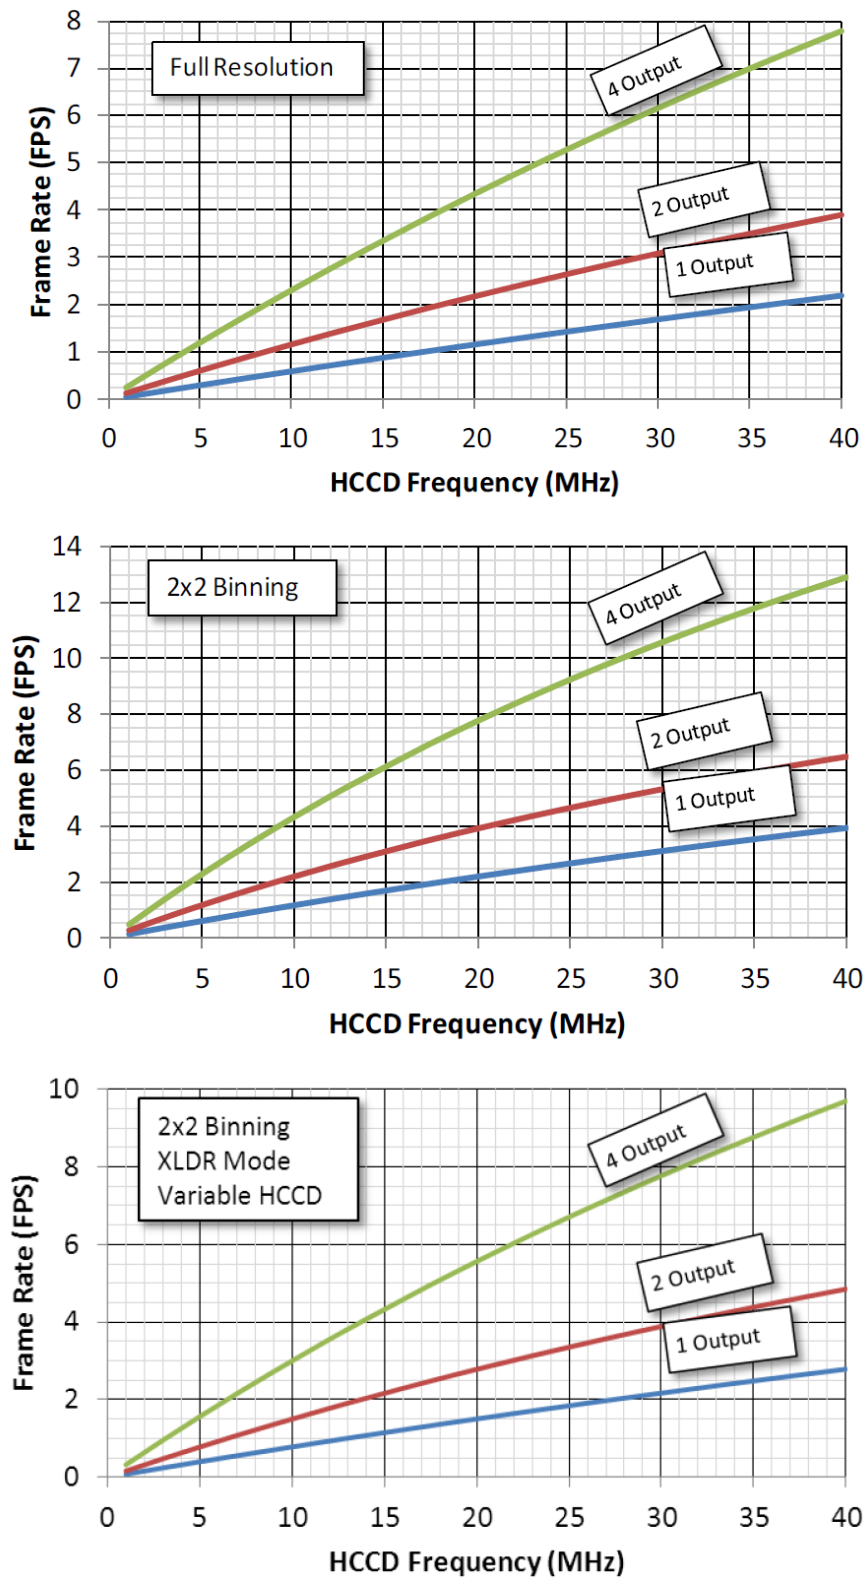 8
7
6
5
4
3
2
1
0
Frame Rate (FPS)
Full Resolution
4 Output
2 Output
1 Output
0 5 10 15 20 25 30 35 40
HCCD Frequency (MHz)
14
12
10
8
6
4
2
0
Frame Rate (FPS)
2x2 Binning
4 Output
2 Output
1 Output
0 5 10 15 20 25 30 35 40
HCCD Frequency (MHz)
10
8
6
4
2
0
Frame Rate (FPS)
2x2 Binning
XLDR Mode
Variable HCCD
4 Output
2 Output
1 Output
0 5 10 15 20 25 30 35 40
HCCD Frequency (MHz)